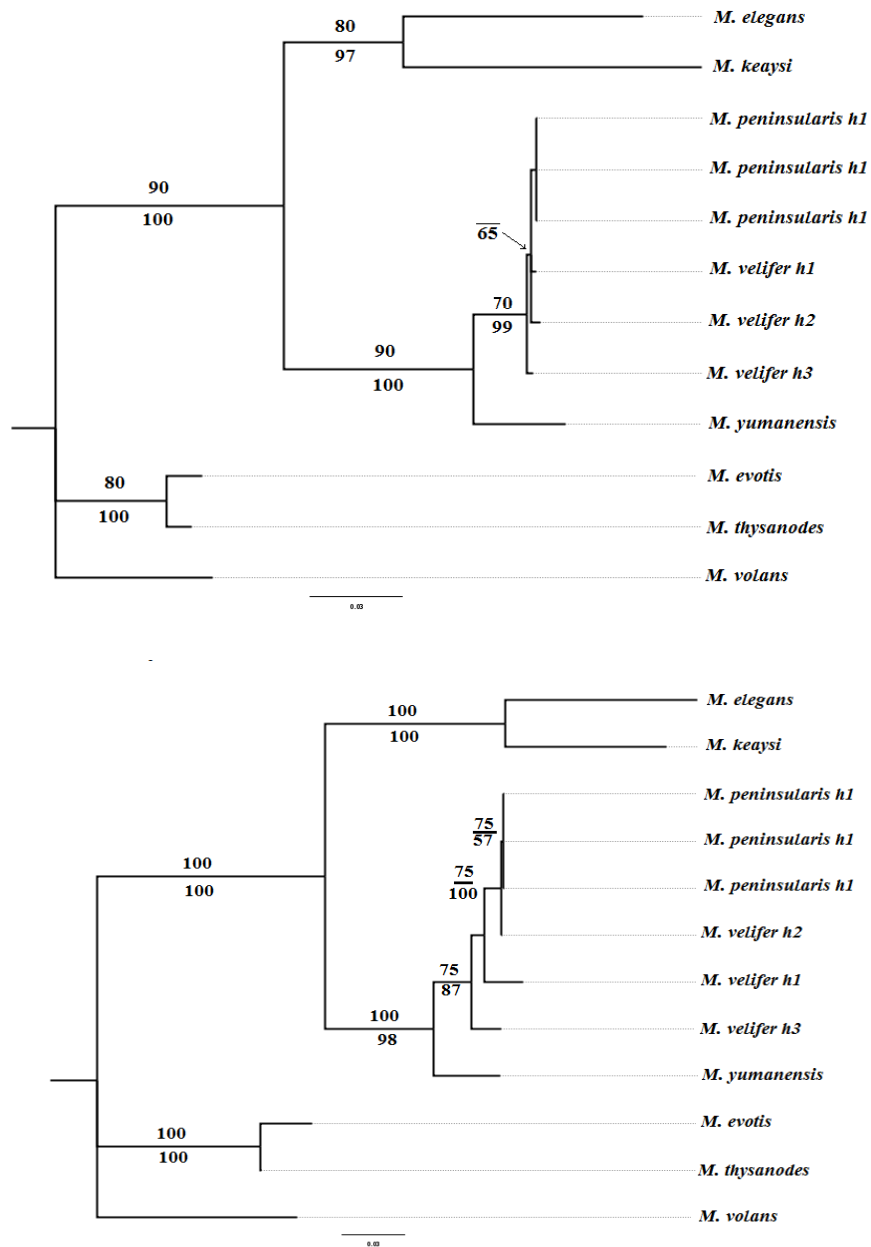 M. elegans
80
97
M. keaysi
M. peninsularis h1
M. peninsularis h1
90
100
M. peninsularis h1
65
M. velifer h1
70
99
M. velifer h2
90
100
M. velifer h3
M. yumanensis
80
100
M. evotis
M. thysanodes
M. volans
0.03
-
M. elegans
100
100
M. keaysi
M. peninsularis h1
75
57
M. peninsularis h1
100
100
75
100
M. peninsularis h1
M. velifer h2
75
87
M. velifer h1
100
98
M. velifer h3
M. yumanensis
M. evotis
100
100
M. thysanodes
M. volans
0.03